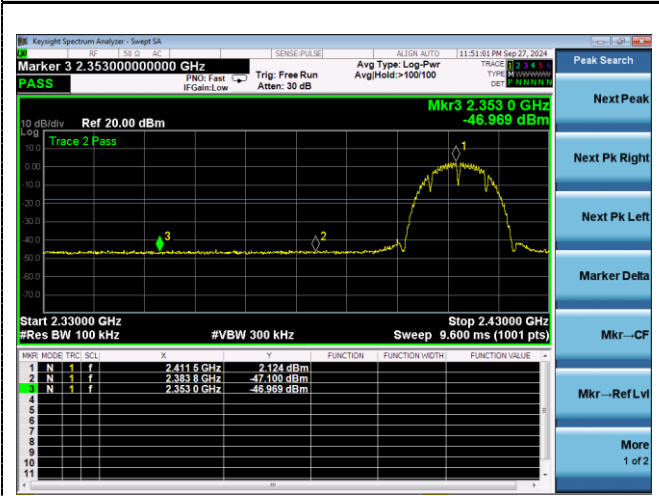 Keysight Spectrum Analyzer - Swept SA
RF 50 Ω AC SENSE:PULSE ALIGN AUTO 11:51:01 PM Sep 27, 2024
Marker 3 2.353000000000 GHz
PASS
PNO: Fast
IFGain:Low
Trig: Free Run
Atten: 30 dB
Avg Type: Log-Pwr
Avg|Hold:>100/100
TRACE 1 2 3 4 5 6
TYPE M WWWWW
DET P N N N N N
Mkr3 2.353 0 GHz
-46.969 dBm
10 dB/div Ref 20.00 dBm
Log
Trace 2 Pass
10.0
0.00
-10.0
-20.0
-30.0
-40.0
-50.0
-60.0
-70.0
1
2
3
Start 2.33000 GHz Stop 2.43000 GHz
#Res BW 100 kHz #VBW 300 kHz Sweep 9.600 ms (1001 pts)
MKR MODE TRC SCL X Y FUNCTION FUNCTION WIDTH FUNCTION VALUE
1 N 1 f 2.411 5 GHz 2.124 dBm
2 N 1 f 2.383 8 GHz -47.100 dBm
3 N 1 f 2.353 0 GHz -46.969 dBm
4
5
6
7
8
9
10
11
Peak Search
Next Peak
Next Pk Right
Next Pk Left
Marker Delta
Mkr→CF
Mkr→Ref Lvl
More
1 of 2